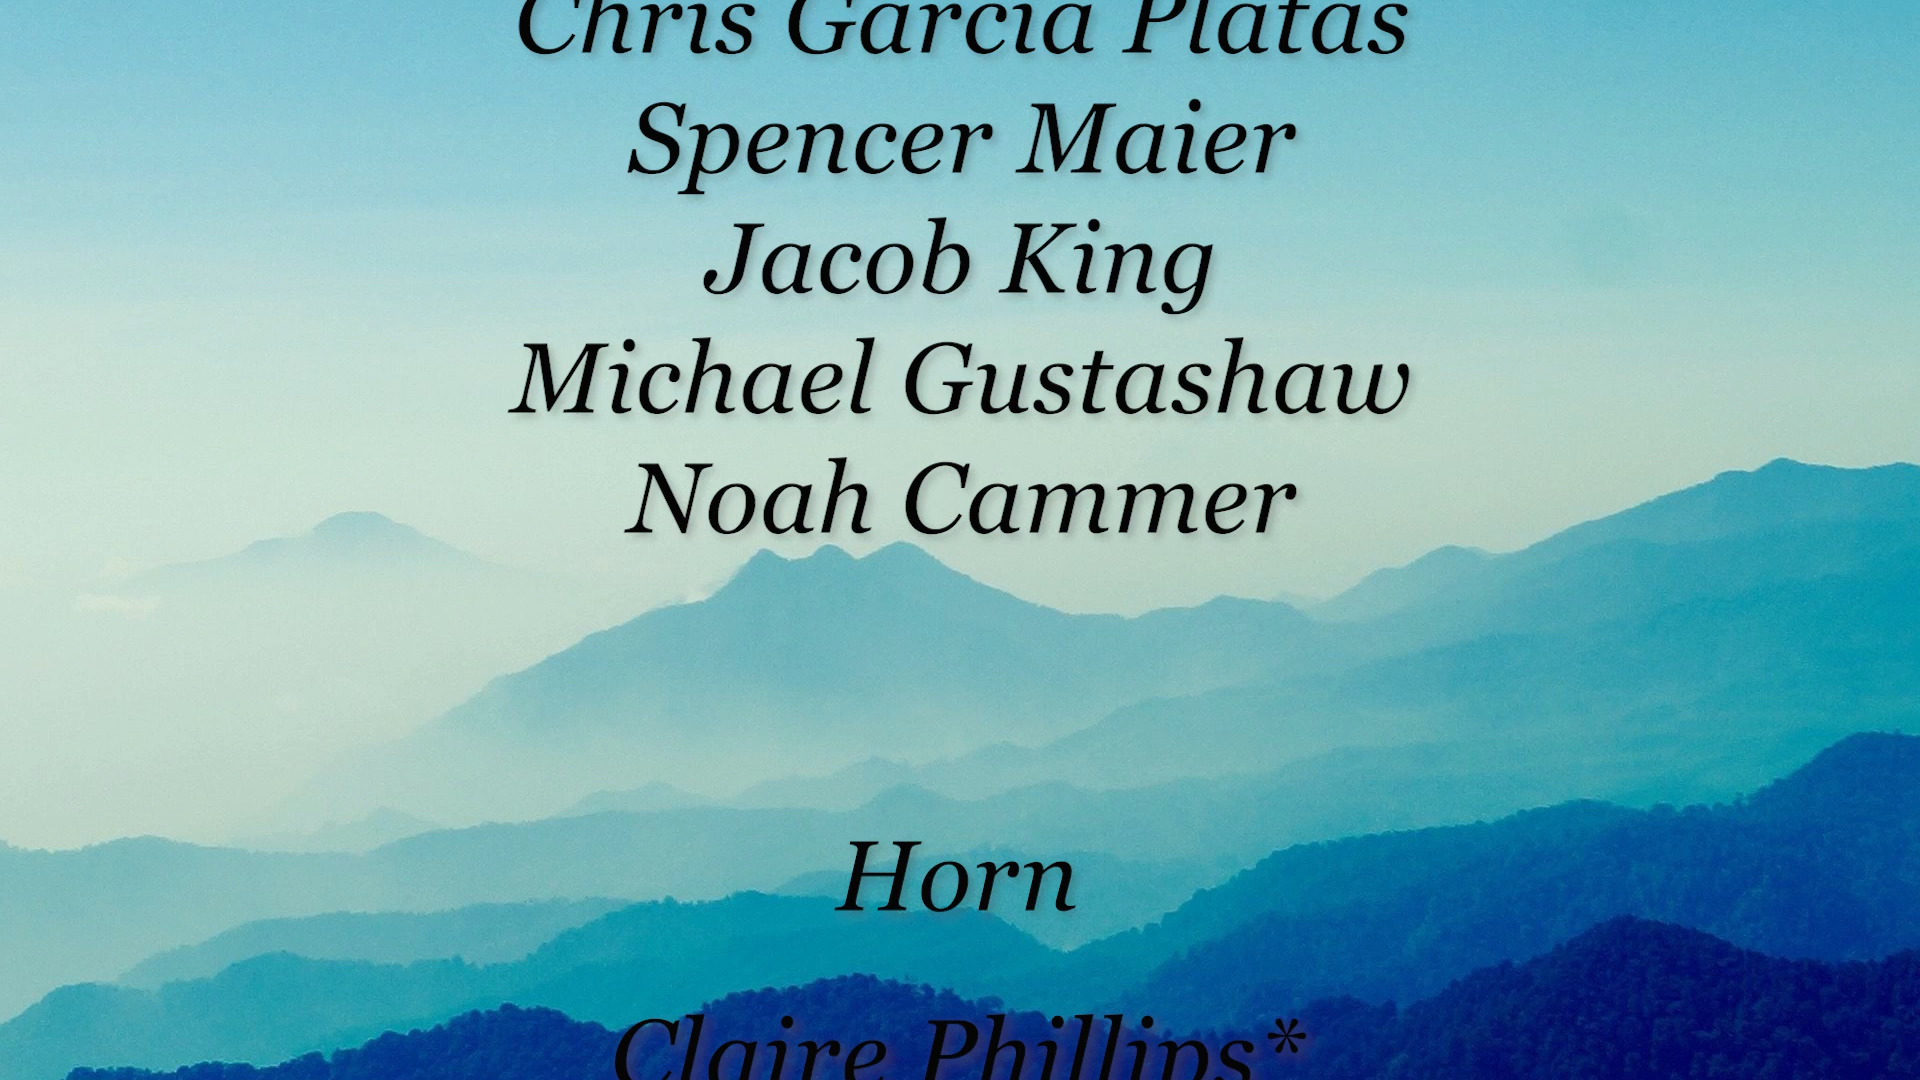 Chris Garcia Platas
Spencer Maier
Jacob King
Michael Gustashaw
Noah Cammer
Horn
Claire Phillips*